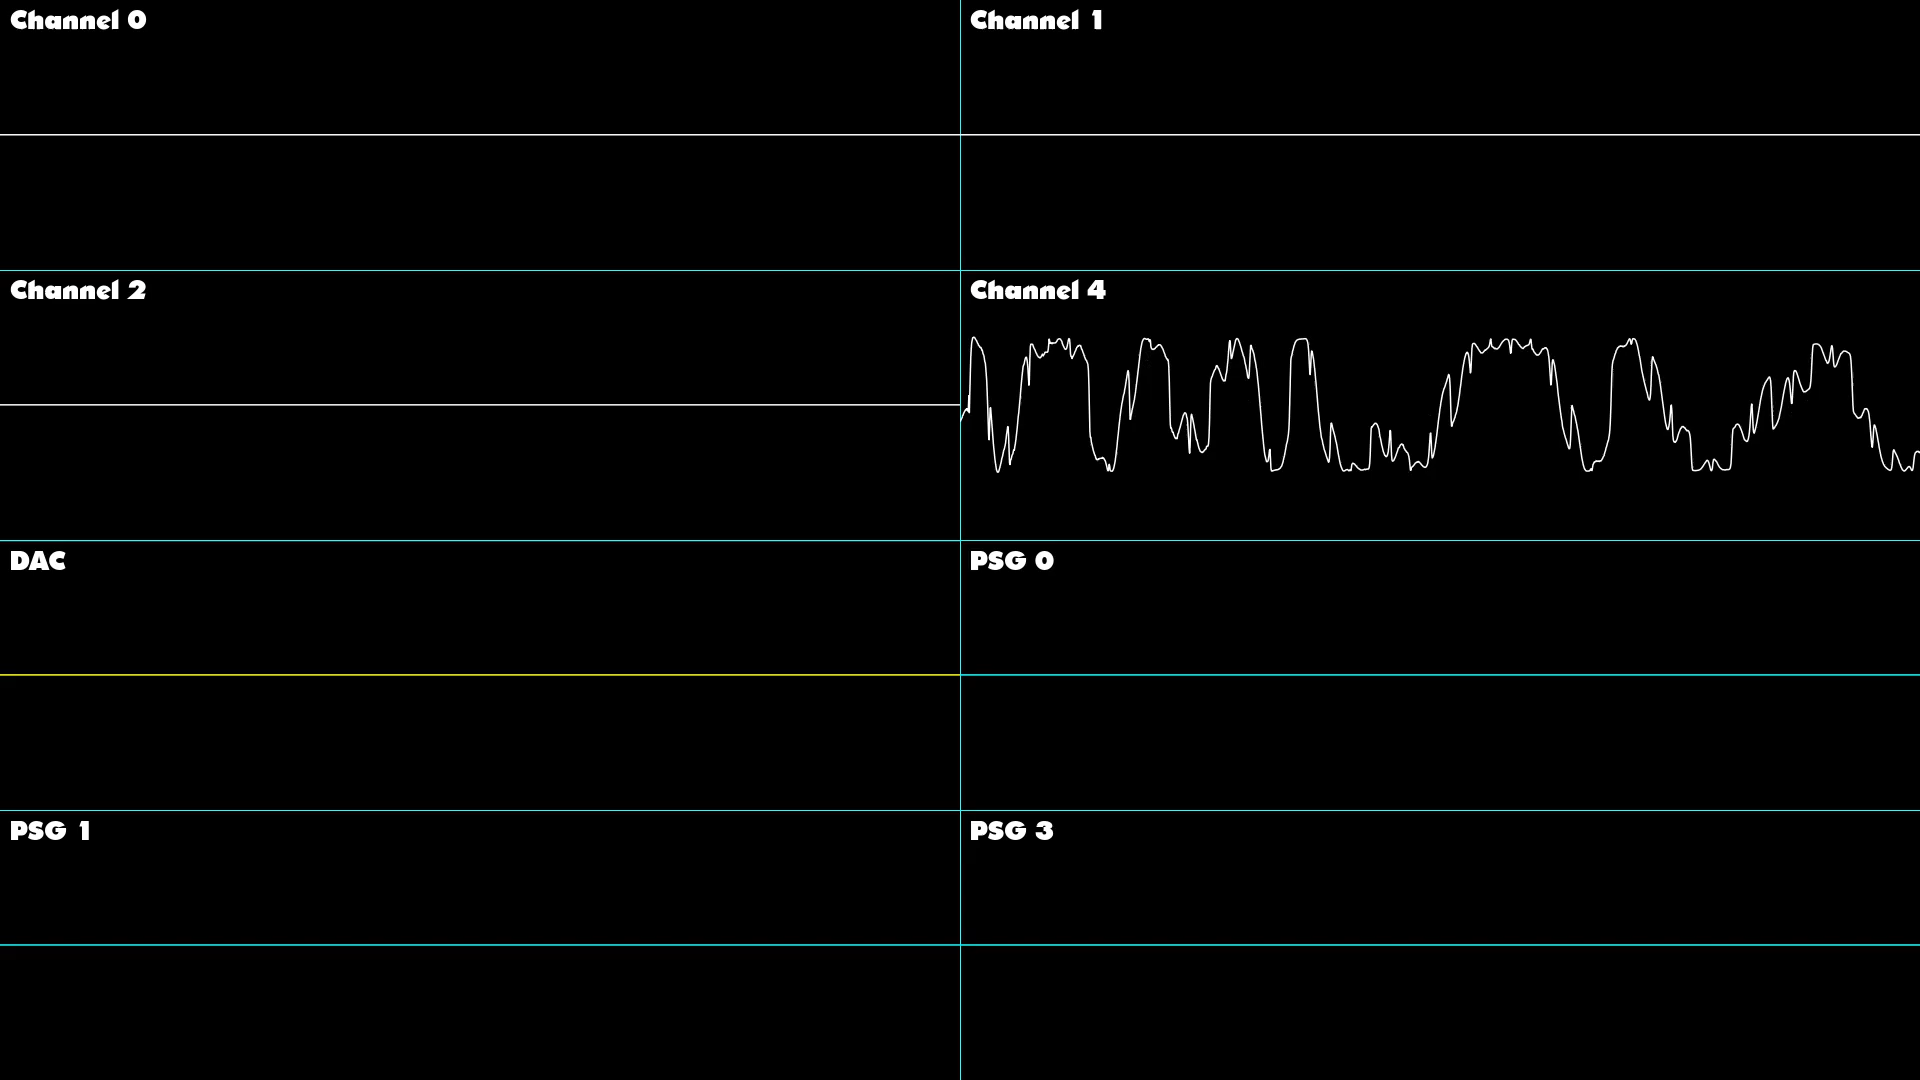 Channel 0
Channel 1
Channel 2
Channel 4
DAC
PSG 0
PSG 1
PSG 3